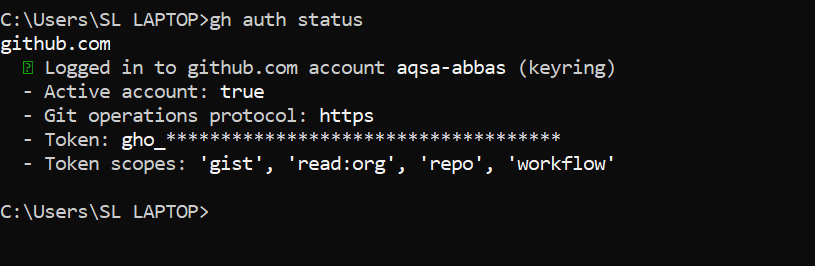 C:\Users\SL LAPTOP>gh auth status
github.com
Logged in to github.com account aqsa-abbas (keyring)
- Active account: true
- Git operations protocol: https
- Token: gho_************************************
- Token scopes: 'gist', 'read:org', 'repo', 'workflow'
C:\Users\SL LAPTOP>